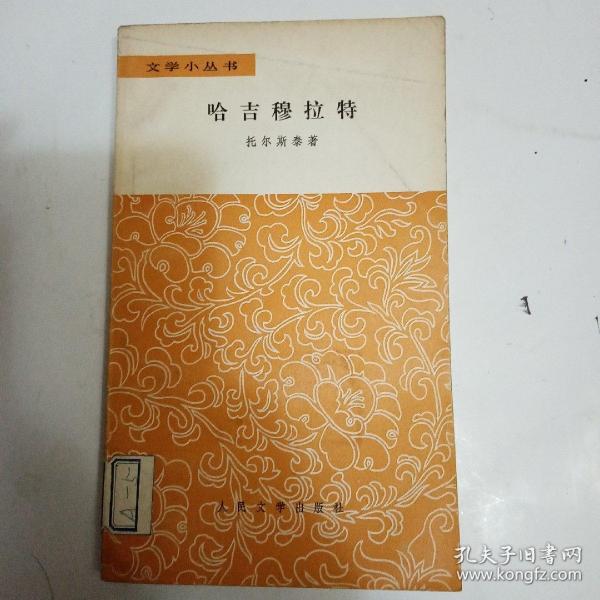 文学小丛书
哈吉穆拉特
托尔斯泰著
人民文学出版社
孔夫子旧书网
www.kongfz.com